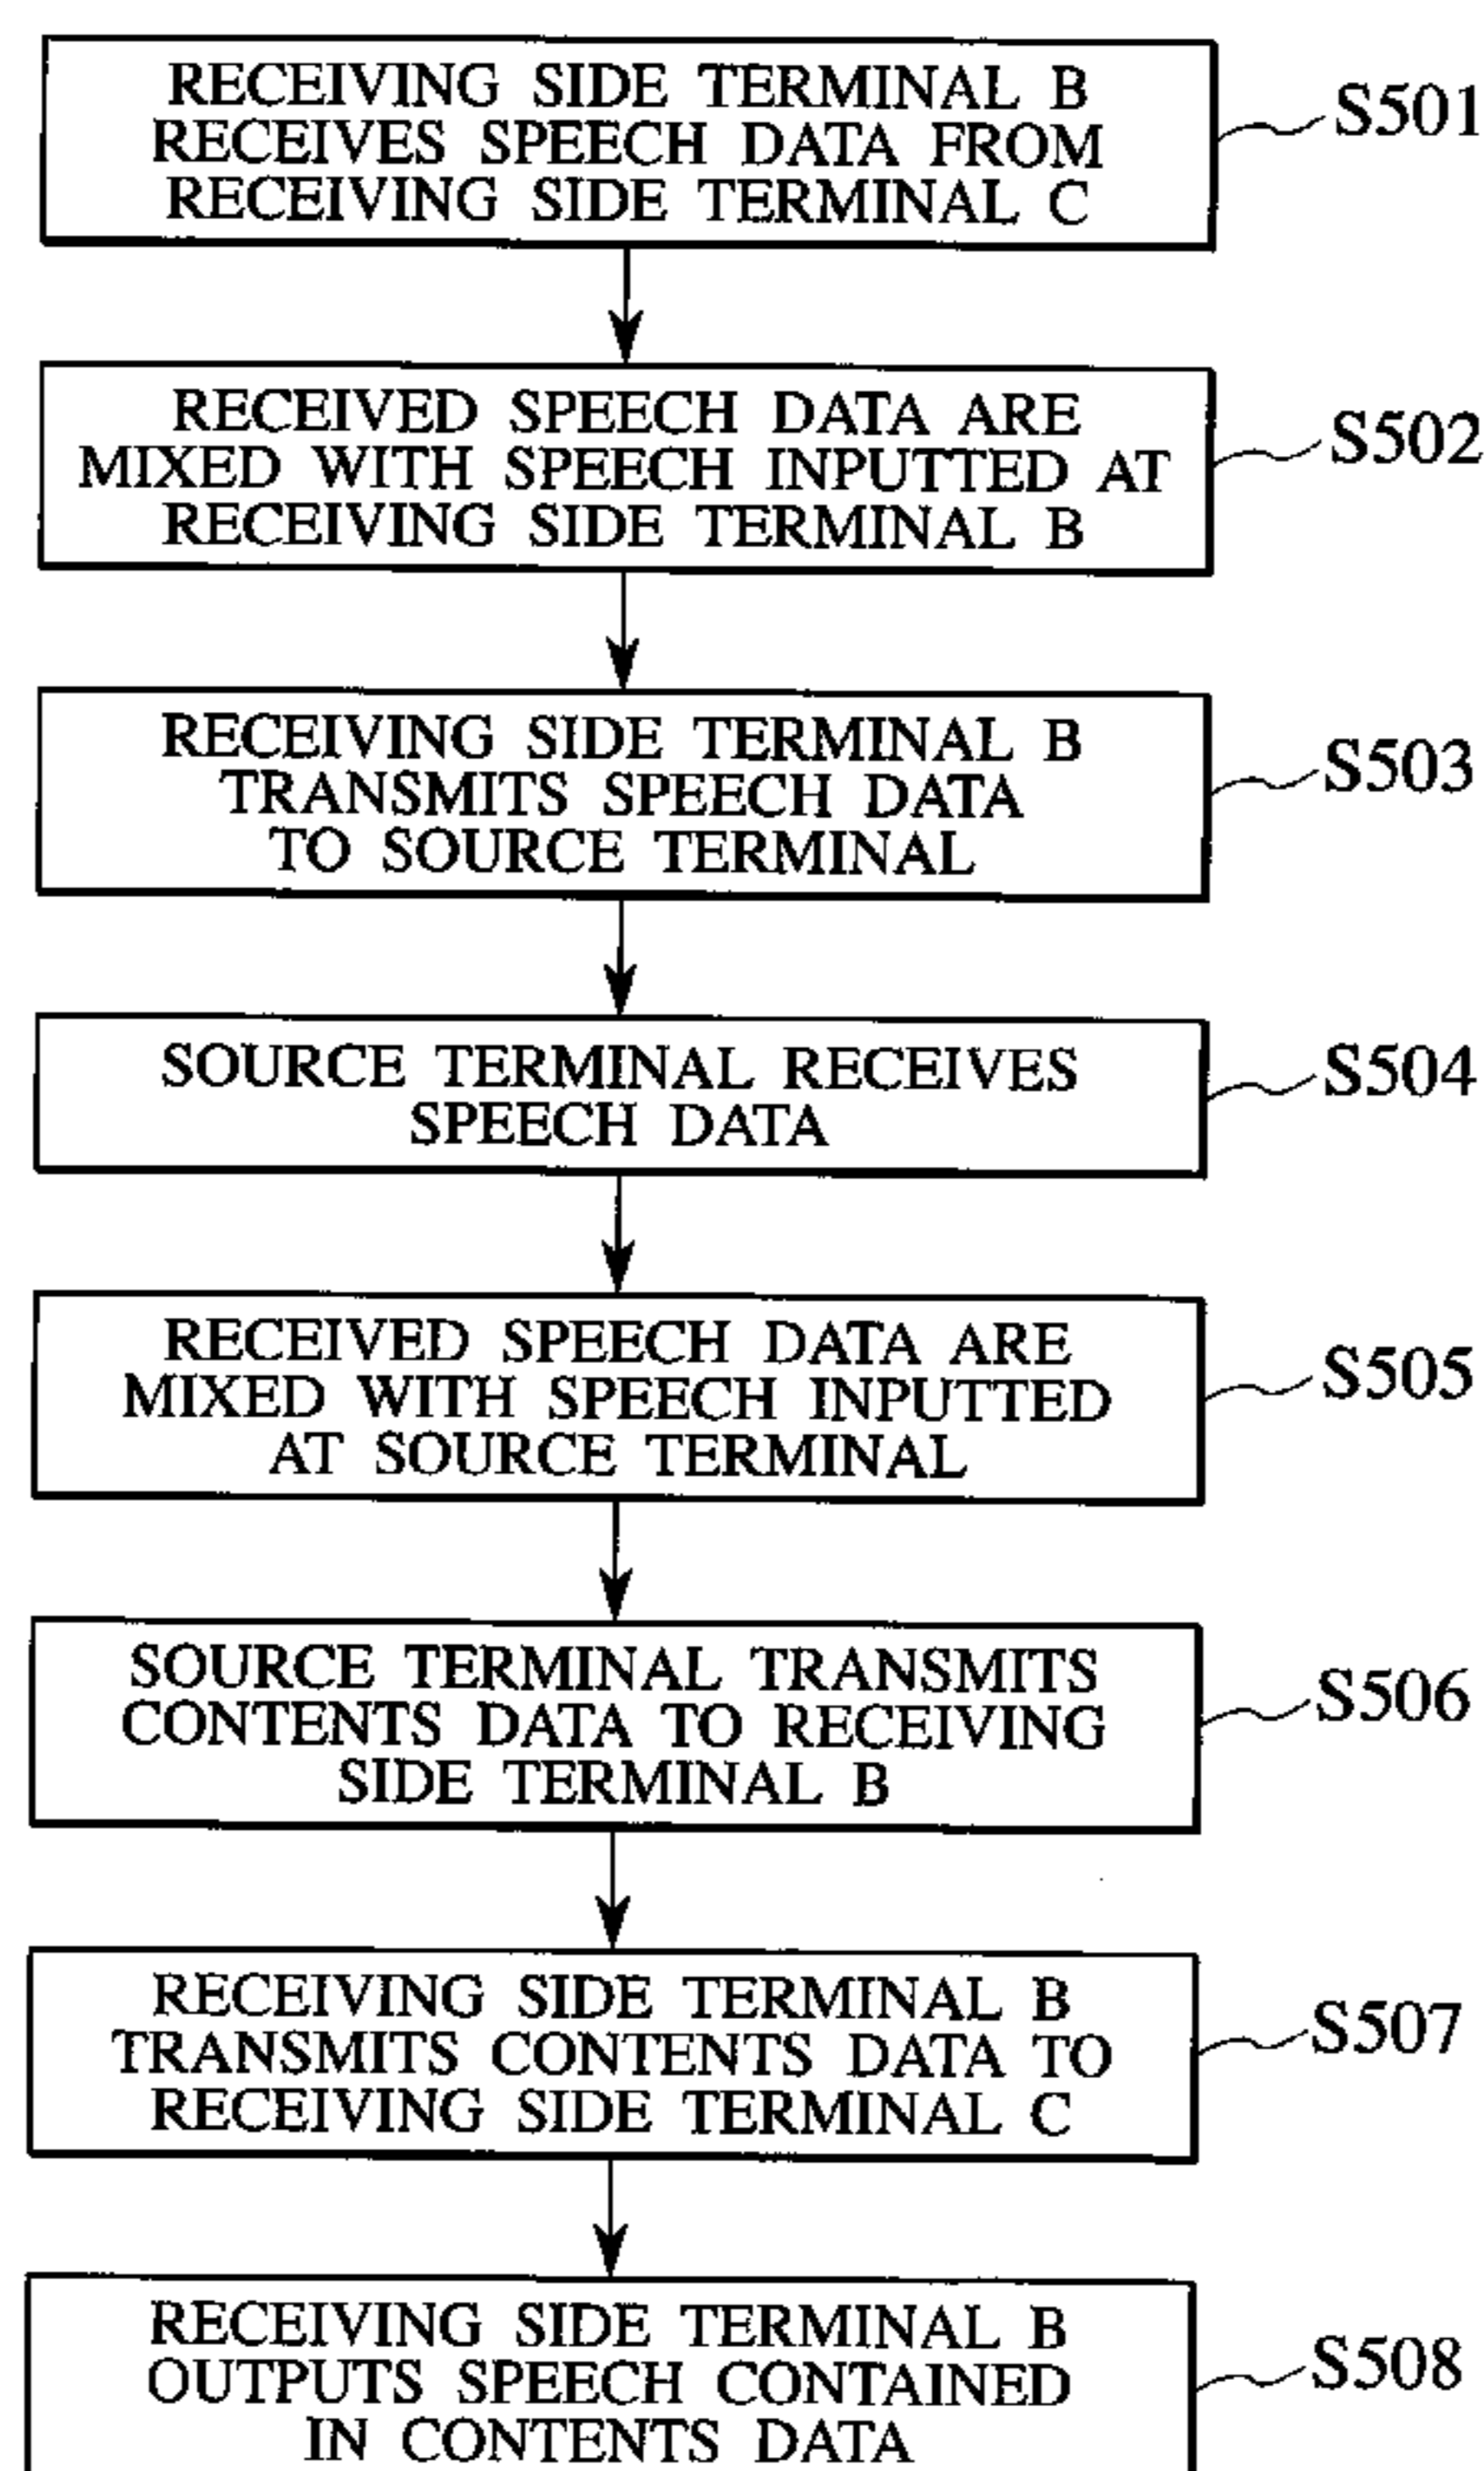 RECEIVING SIDE TERMINAL B
RECEIVES SPEECH DATA FROM
RECEIVING SIDE TERMINAL C
S501
RECEIVED SPEECH DATA ARE
MIXED WITH SPEECH INPUTTED AT
RECEIVING SIDE TERMINAL B
S502
RECEIVING SIDE TERMINAL B
TRANSMITS SPEECH DATA
TO SOURCE TERMINAL
S503
SOURCE TERMINAL RECEIVES
SPEECH DATA
S504
RECEIVED SPEECH DATA ARE
MIXED WITH SPEECH INPUTTED
AT SOURCE TERMINAL
S505
SOURCE TERMINAL TRANSMITS
CONTENTS DATA TO RECEIVING
SIDE TERMINAL B
S506
RECEIVING SIDE TERMINAL B
TRANSMITS CONTENTS DATA TO
RECEIVING SIDE TERMINAL C
S507
RECEIVING SIDE TERMINAL B
OUTPUTS SPEECH CONTAINED
IN CONTENTS DATA
S508